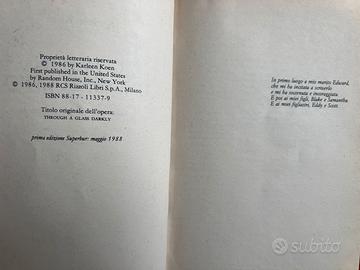 Proprietà letteraria riservata
© 1986 by Karleen Koen
First published in the United States
by Random House, Inc., New York
© 1986, 1988 RCS Rizzoli Libri S.p.A., Milano
ISBN 88-17-11337-9
Titolo originale dell'opera:
THROUGH A GLASS DARKLY
prima edizione Superbur: maggio 1988
In primo luogo a mio marito Edward,
che mi ha incitata a scriverlo
e mi ha sostenuta e incoraggiata
E poi ai miei figli, Blake e Samantha
E ai miei figliastri, Eddy e Scott
subito